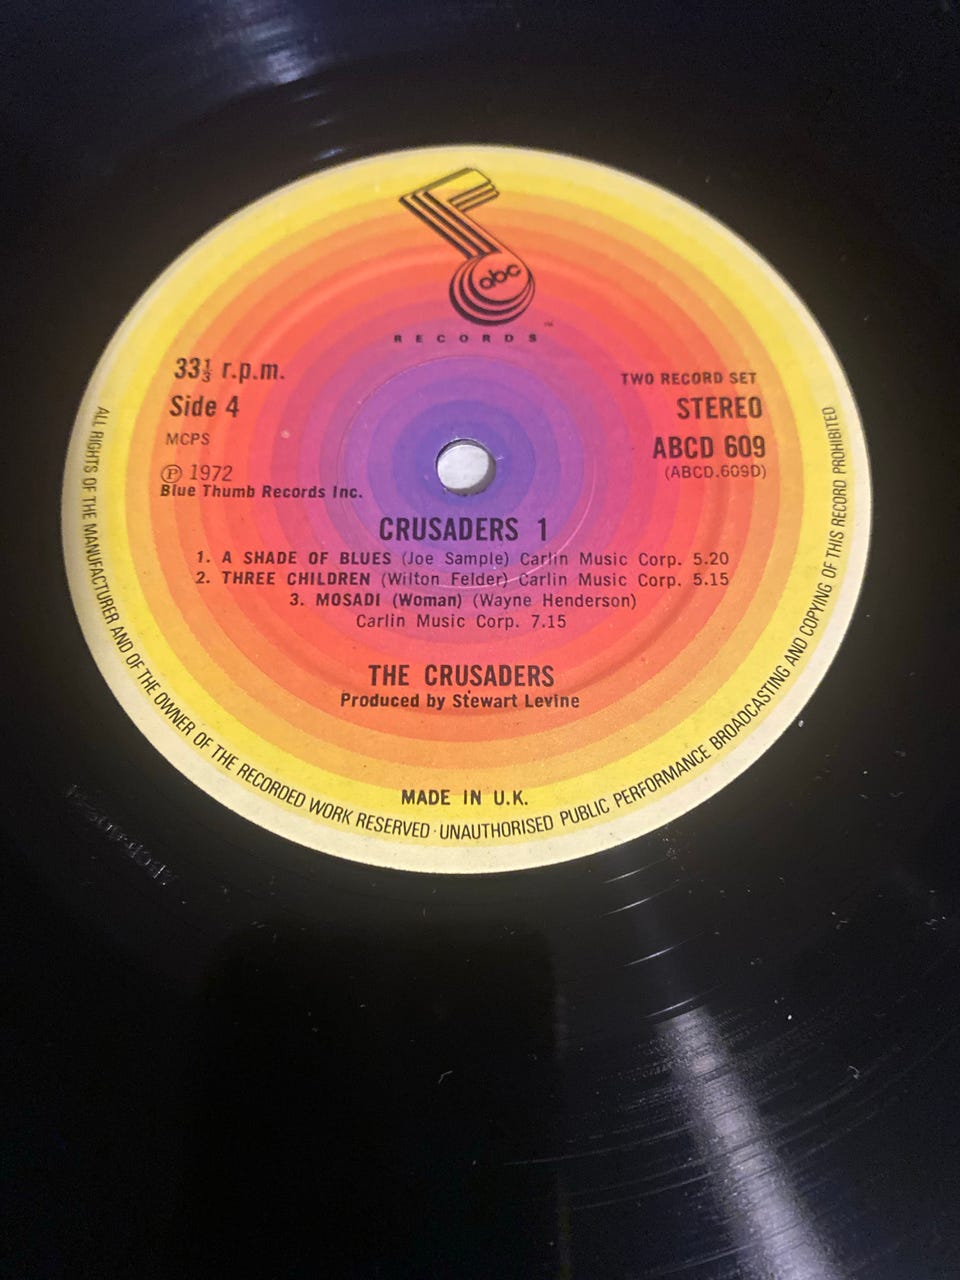 abc
RECORDS
™
33⅓ r.p.m.
Side 4
MCPS
℗ 1972
Blue Thumb Records Inc.
TWO RECORD SET
STEREO
ABCD 609
(ABCD.609D)
CRUSADERS 1
1. A SHADE OF BLUES (Joe Sample) Carlin Music Corp. 5.20
2. THREE CHILDREN (Wilton Felder) Carlin Music Corp. 5.15
3. MOSADI (Woman) (Wayne Henderson)
Carlin Music Corp. 7.15
THE CRUSADERS
Produced by Stewart Levine
MADE IN U.K.
ALL RIGHTS OF THE MANUFACTURER AND OF THE OWNER OF THE RECORDED WORK RESERVED · UNAUTHORISED PUBLIC PERFORMANCE BROADCASTING AND COPYING OF THIS RECORD PROHIBITED